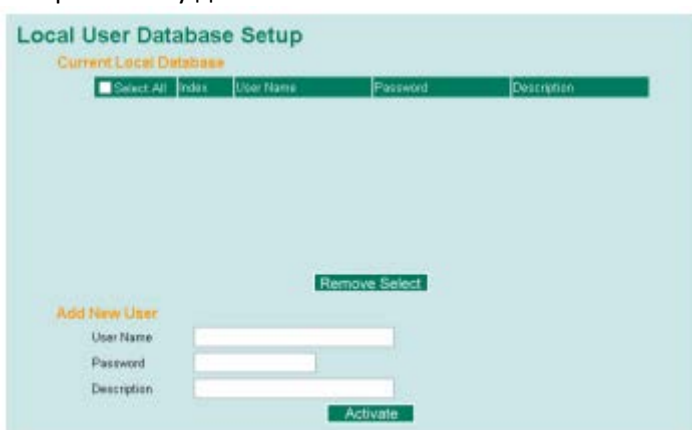 Local User Database Setup
Current Local Database
Select All Index User Name Password Description
Remove Select
Add New User
User Name
Password
Description
Activate